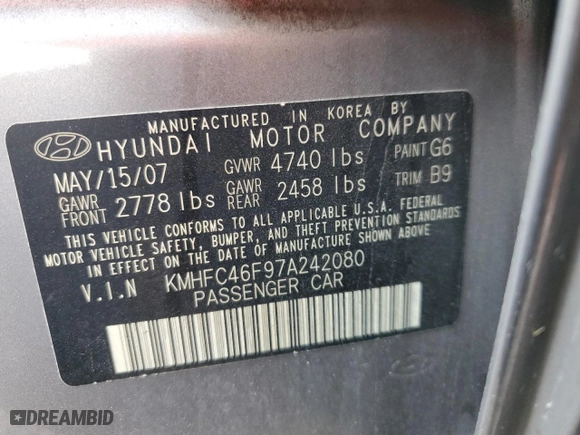 MANUFACTURED IN KOREA BY
HYUNDAI MOTOR COMPANY
MAY/15/07 GVWR 4740 lbs PAINT G6
GAWR FRONT 2778 lbs GAWR REAR 2458 lbs TRIM B9
THIS VEHICLE CONFORMS TO ALL APPLICABLE U.S.A. FEDERAL
MOTOR VEHICLE SAFETY, BUMPER, AND THEFT PREVENTION STANDARDS
IN EFFECT ON THE DATE OF MANUFACTURE SHOWN ABOVE
V.I.N KMHFC46F97A242080
PASSENGER CAR
DREAMBID